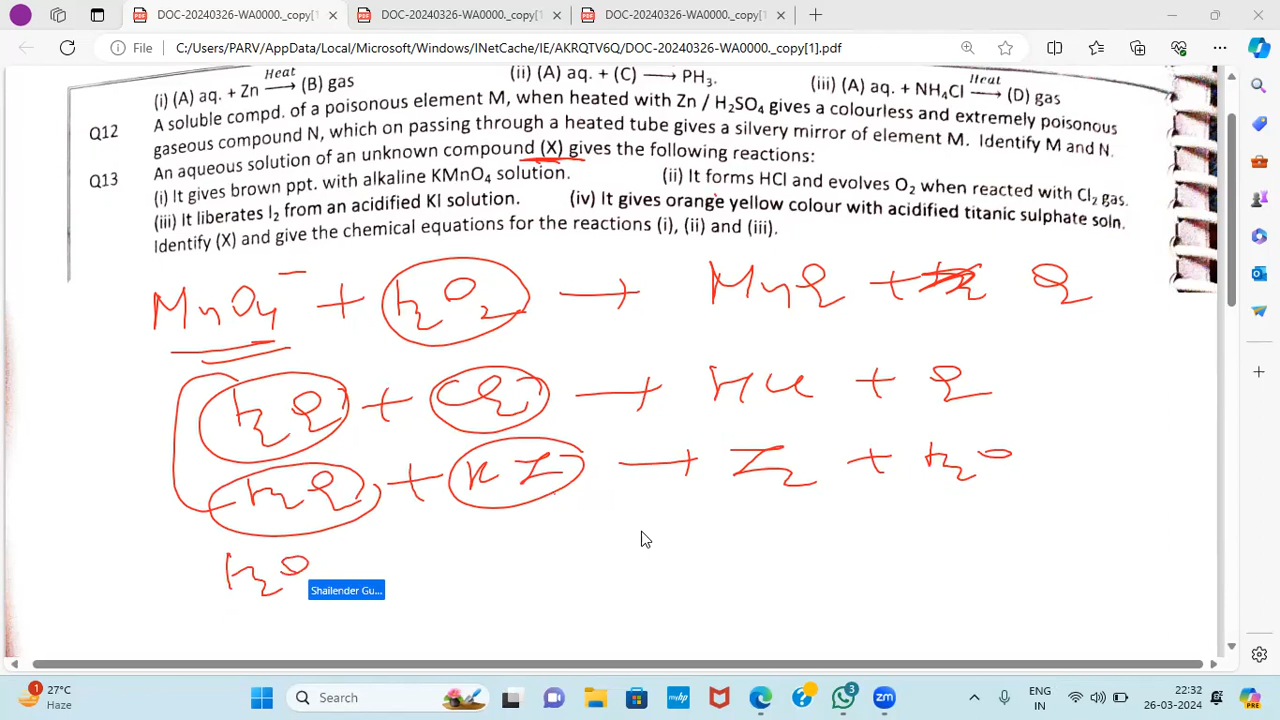 DOC-20240326-WA0000._copy[1]
DOC-20240326-WA0000._copy[1]
DOC-20240326-WA0000._copy[1]
File C:/Users/PARV/AppData/Local/Microsoft/Windows/INetCache/IE/AKRQTV6Q/DOC-20240326-WA0000._copy[1].pdf
(i) (A) aq. + Zn —Heat→ (B) gas (ii) (A) aq. + (C) ⟶ PH₃. (iii) (A) aq. + NH₄Cl —Heat→ (D) gas
Q12 A soluble compd. of a poisonous element M, when heated with Zn / H₂SO₄ gives a colourless and extremely poisonous
gaseous compound N, which on passing through a heated tube gives a silvery mirror of element M. Identify M and N.
Q13 An aqueous solution of an unknown compound (X) gives the following reactions:
(i) It gives brown ppt. with alkaline KMnO₄ solution. (ii) It forms HCl and evolves O₂ when reacted with Cl₂ gas.
(iii) It liberates I₂ from an acidified KI solution. (iv) It gives orange yellow colour with acidified titanic sulphate soln.
Identify (X) and give the chemical equations for the reactions (i), (ii) and (iii).
MnO₄⁻ + H₂O₂ → MnO₂ + O₂
H₂O₂ + Cl₂ → HCl + O₂
H₂O₂ + KI → I₂ + H₂O
H₂O
Shailender Gu...
1
27°C
Haze
Search
3
ENG
IN
22:32
26-03-2024